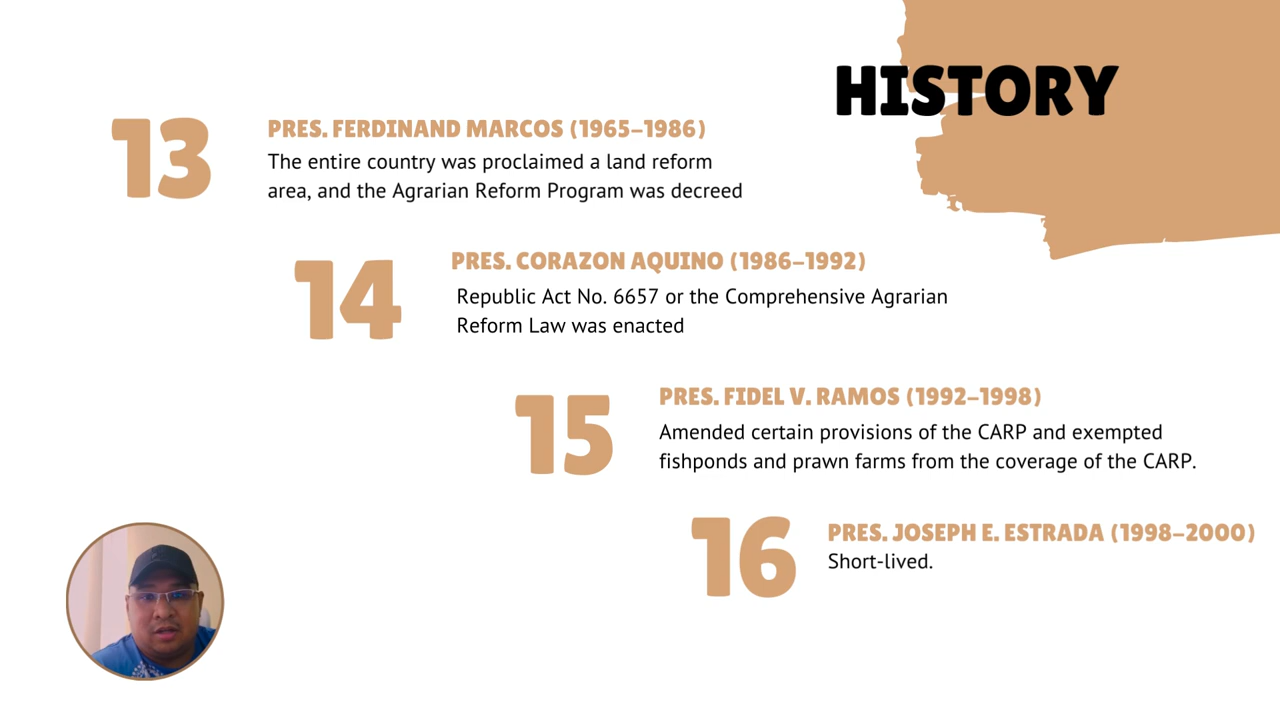 HISTORY
13
PRES. FERDINAND MARCOS (1965-1986)
The entire country was proclaimed a land reform
area, and the Agrarian Reform Program was decreed
14
PRES. CORAZON AQUINO (1986-1992)
Republic Act No. 6657 or the Comprehensive Agrarian
Reform Law was enacted
15
PRES. FIDEL V. RAMOS (1992-1998)
Amended certain provisions of the CARP and exempted
fishponds and prawn farms from the coverage of the CARP.
16
PRES. JOSEPH E. ESTRADA (1998-2000)
Short-lived.